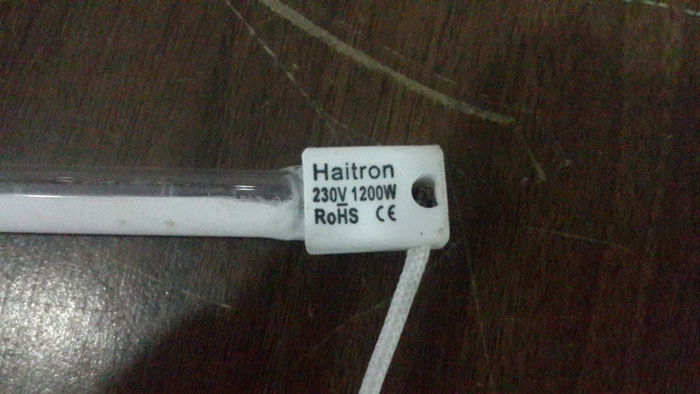 Haitron
230V 1200W
RoHS CE